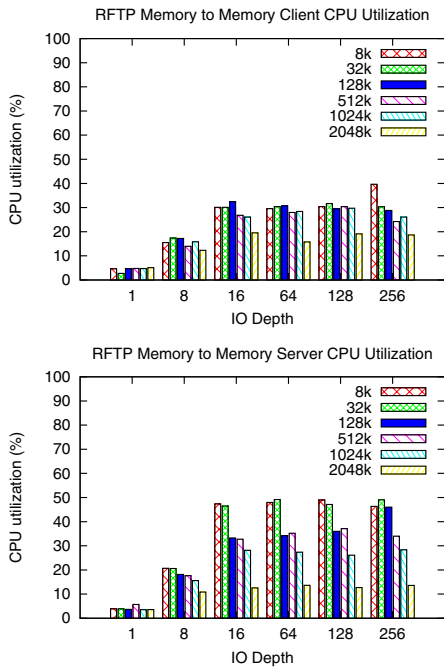 RFTP Memory to Memory Client CPU Utilization
100
90
80
70
60
50
40
30
20
10
0
CPU utilization (%)
8k
32k
128k
512k
1024k
2048k
1 8 16 64 128 256
IO Depth
RFTP Memory to Memory Server CPU Utilization
100
90
80
70
60
50
40
30
20
10
0
CPU utilization (%)
8k
32k
128k
512k
1024k
2048k
1 8 16 64 128 256
IO Depth